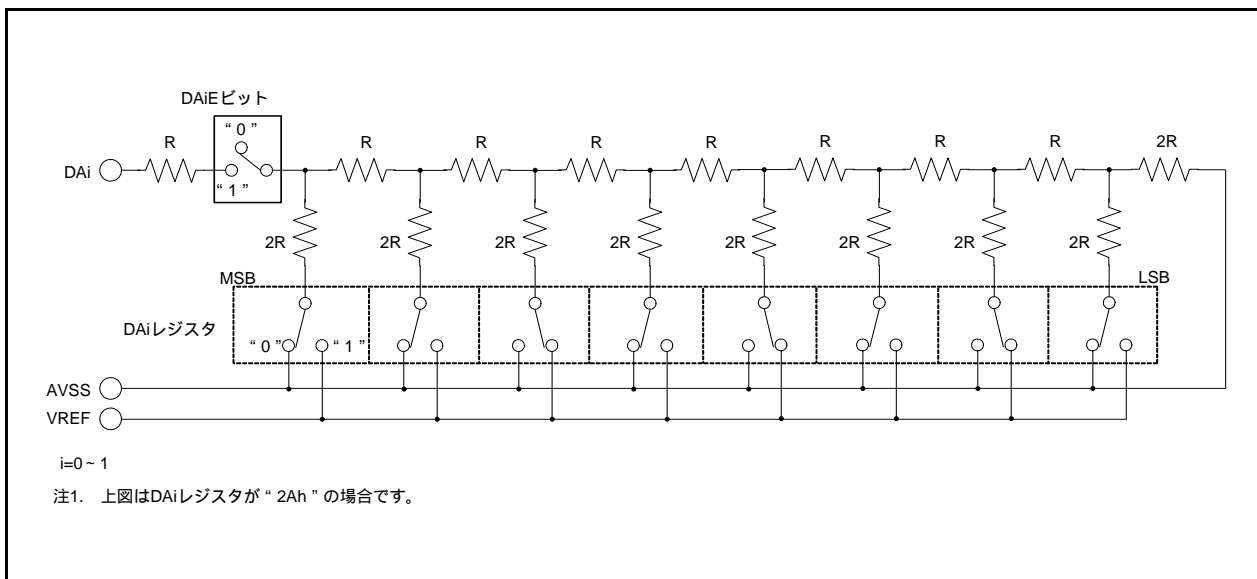 DAiEビット
“ 0 ”
R R R R R R R R 2R
DAi
“ 1 ”
2R 2R 2R 2R 2R 2R 2R 2R
MSB LSB
DAiレジスタ
“ 0 ” “ 1 ”
AVSS
VREF
i=0 ~ 1
注1. 上図はDAiレジスタが “ 2Ah ” の場合です。